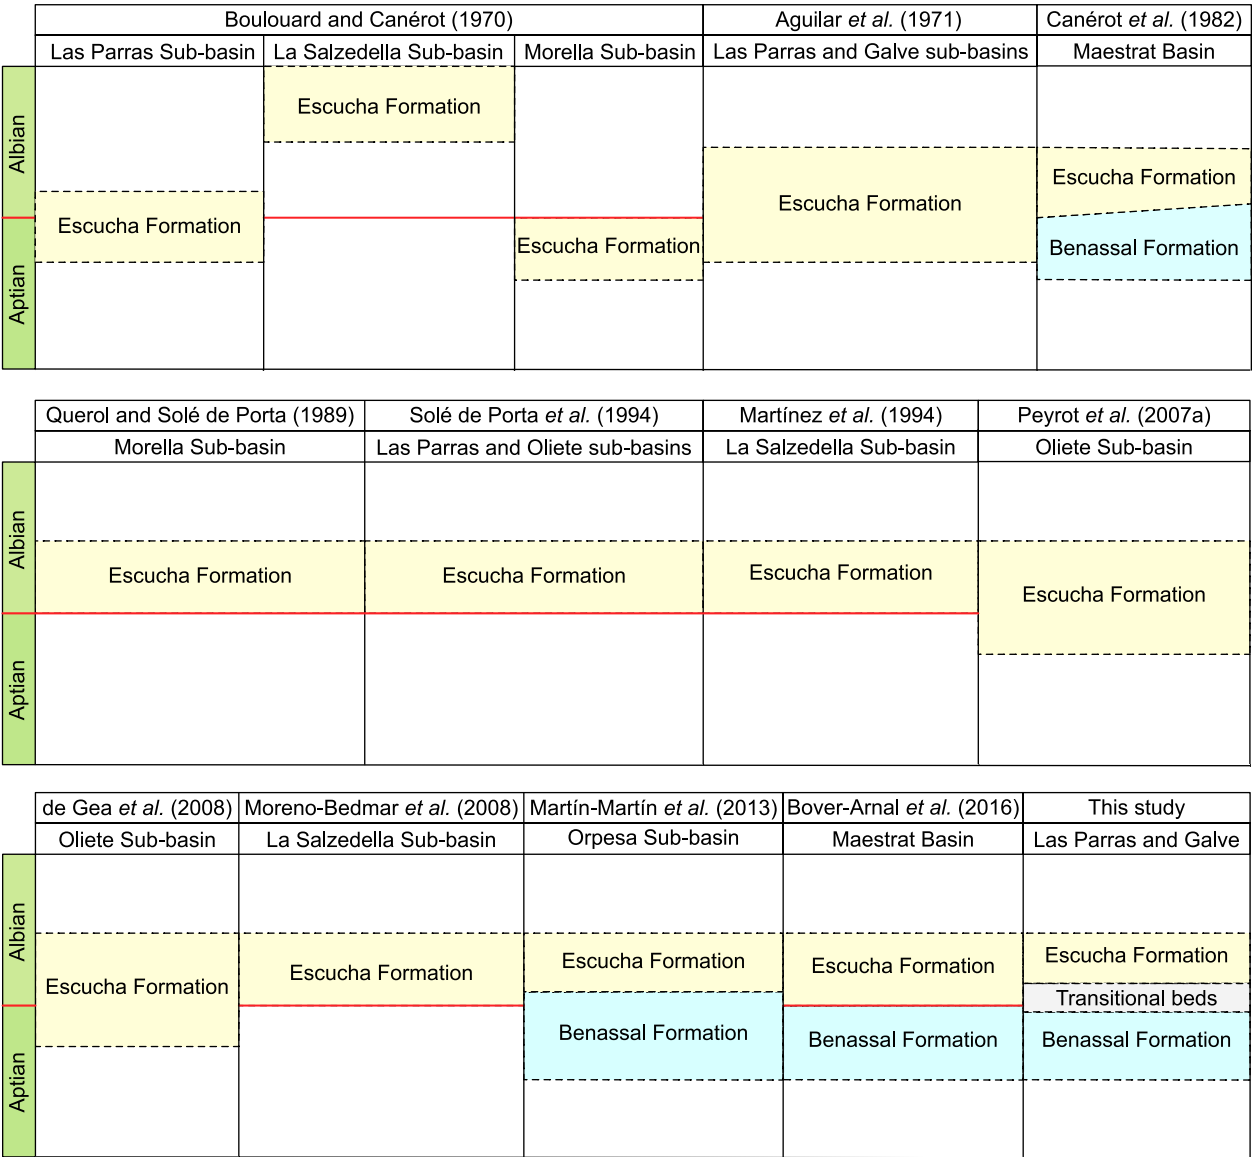 Boulouard and Canérot (1970)
Aguilar et al. (1971)
Canérot et al. (1982)
Las Parras Sub-basin
La Salzedella Sub-basin
Morella Sub-basin
Las Parras and Galve sub-basins
Maestrat Basin
Albian
Aptian
Escucha Formation
Escucha Formation
Escucha Formation
Escucha Formation
Escucha Formation
Benassal Formation
Querol and Solé de Porta (1989)
Solé de Porta et al. (1994)
Martínez et al. (1994)
Peyrot et al. (2007a)
Morella Sub-basin
Las Parras and Oliete sub-basins
La Salzedella Sub-basin
Oliete Sub-basin
Albian
Aptian
Escucha Formation
Escucha Formation
Escucha Formation
Escucha Formation
de Gea et al. (2008)
Moreno-Bedmar et al. (2008)
Martín-Martín et al. (2013)
Bover-Arnal et al. (2016)
This study
Oliete Sub-basin
La Salzedella Sub-basin
Orpesa Sub-basin
Maestrat Basin
Las Parras and Galve
Albian
Aptian
Escucha Formation
Escucha Formation
Escucha Formation
Benassal Formation
Escucha Formation
Benassal Formation
Escucha Formation
Transitional beds
Benassal Formation